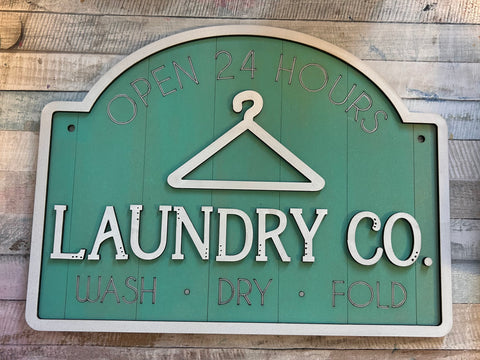 OPEN 24 HOURS
LAUNDRY CO.
WASH • DRY • FOLD